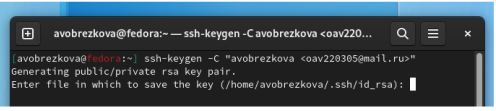 avobrezkova@fedora:~ — ssh-keygen -C avobrezkova <oav220...
[avobrezkova@fedora:~] ssh-keygen -C "avobrezkova <oav220305@mail.ru>"
Generating public/private rsa key pair.
Enter file in which to save the key (/home/avobrezkova/.ssh/id_rsa):